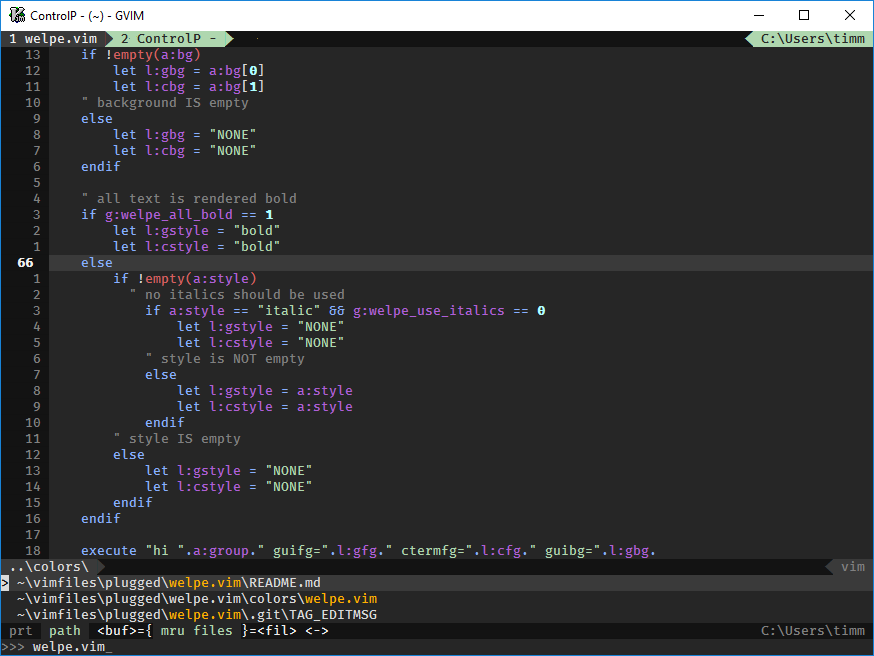 ControlP - (~) - GVIM
1 welpe.vim 2 ControlP - C:\Users\timm
13     if !empty(a:bg)
12         let l:gbg = a:bg[0]
11         let l:cbg = a:bg[1]
10     " background IS empty
9     else
8         let l:gbg = "NONE"
7         let l:cbg = "NONE"
6     endif
5
4     " all text is rendered bold
3     if g:welpe_all_bold == 1
2         let l:gstyle = "bold"
1         let l:cstyle = "bold"
66     else
1         if !empty(a:style)
2           " no italics should be used
3             if a:style == "italic" && g:welpe_use_italics == 0
4                 let l:gstyle = "NONE"
5                 let l:cstyle = "NONE"
6             " style is NOT empty
7             else
8                 let l:gstyle = a:style
9                 let l:cstyle = a:style
10             endif
11         " style IS empty
12         else
13             let l:gstyle = "NONE"
14             let l:cstyle = "NONE"
15         endif
16     endif
17
18     execute "hi ".a:group." guifg=".l:gfg." ctermfg=".l:cfg." guibg=".l:gbg.
..\colors\ vim
> ~\vimfiles\plugged\welpe.vim\README.md
~\vimfiles\plugged\welpe.vim\colors\welpe.vim
~\vimfiles\plugged\welpe.vim\.git\TAG_EDITMSG
prt path <buf>={ mru files }=<fil> <-> C:\Users\timm
>>> welpe.vim_